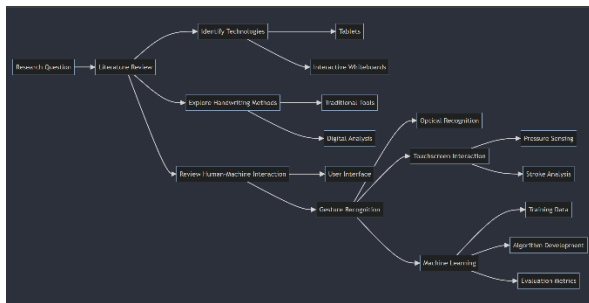 Research Question
Literature Review
Identify Technologies
Tablets
Interactive Whiteboards
Explore Handwriting Methods
Traditional Tools
Digital Analysis
Review Human-Machine Interaction
User Interface
Gesture Recognition
Optical Recognition
Touchscreen Interaction
Pressure Sensing
Stroke Analysis
Machine Learning
Training Data
Algorithm Development
Evaluation Metrics